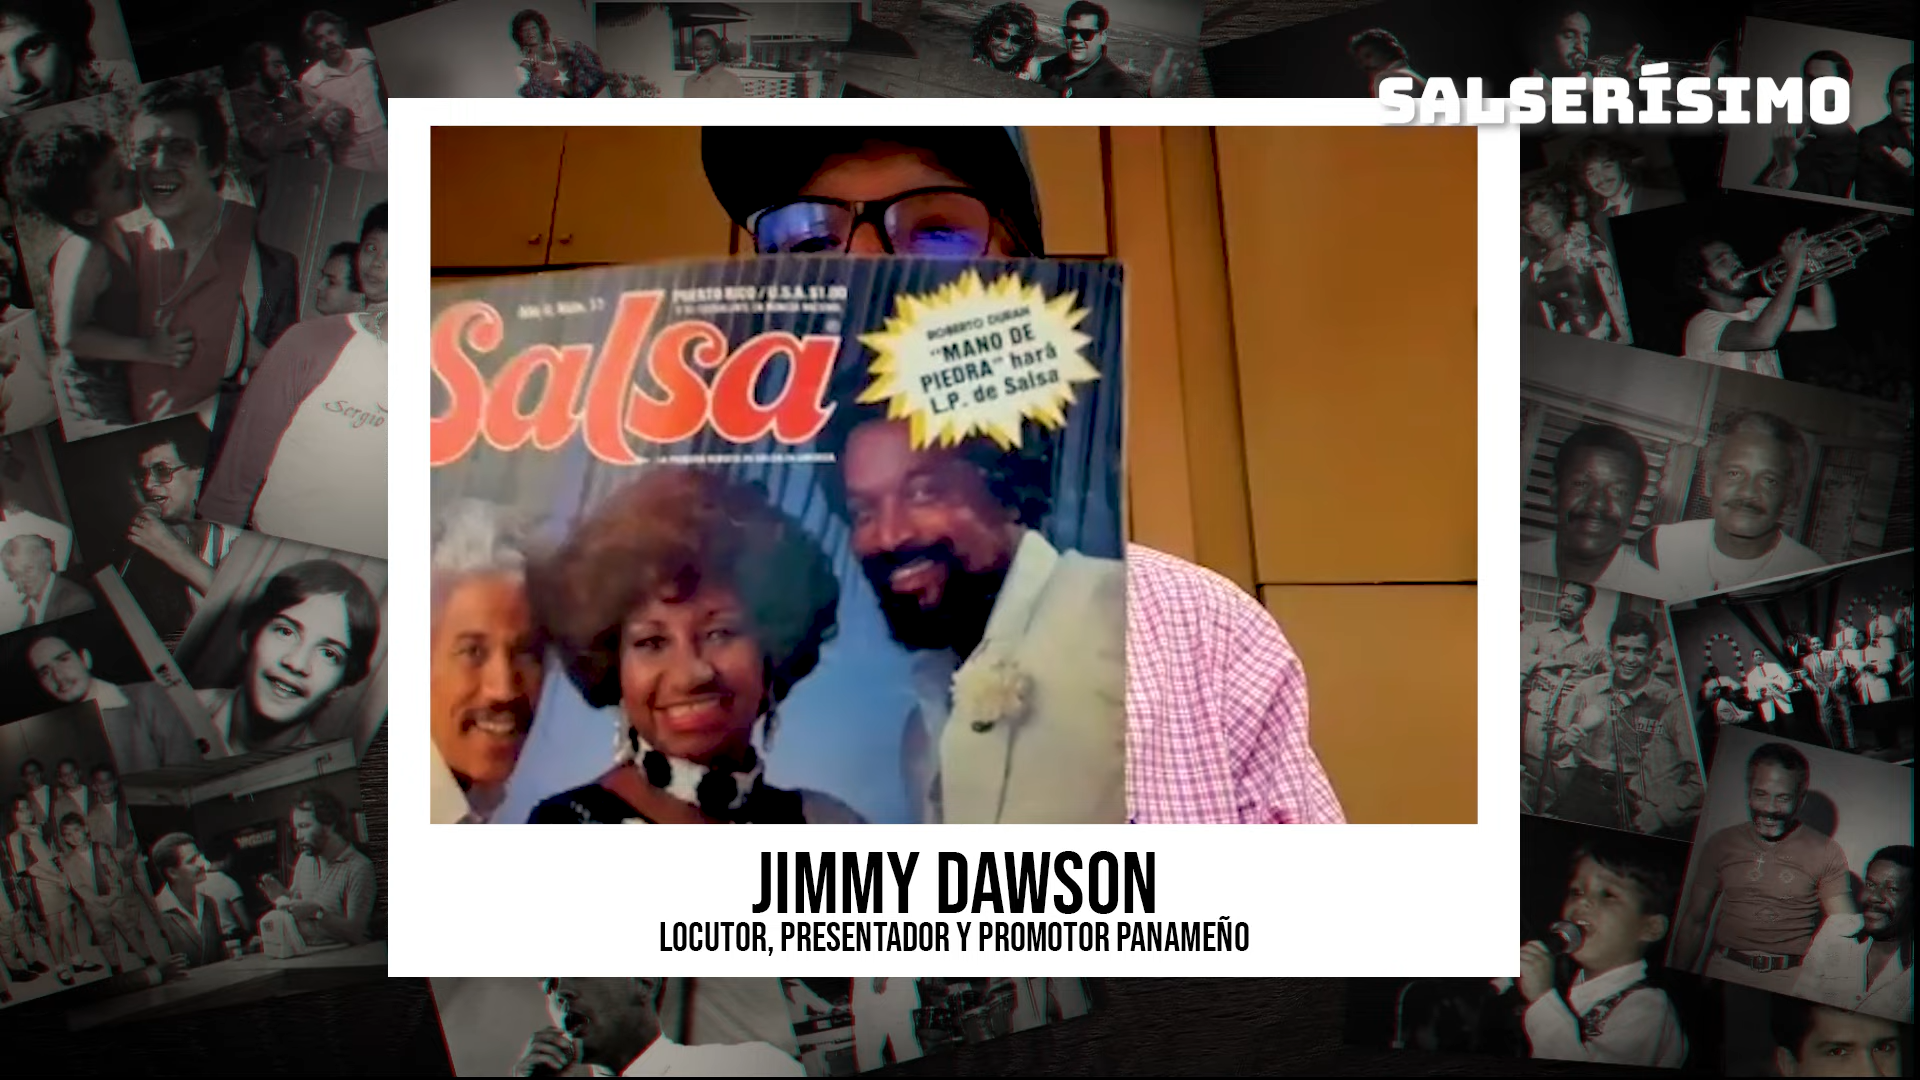 SALSERÍSIMO
PUERTO RICO / U.S.A. $1.00
Salsa
ROBERTO DURAN
"MANO DE
PIEDRA" hará
L.P. de Salsa
Sergio
JIMMY DAWSON
LOCUTOR, PRESENTADOR Y PROMOTOR PANAMEÑO